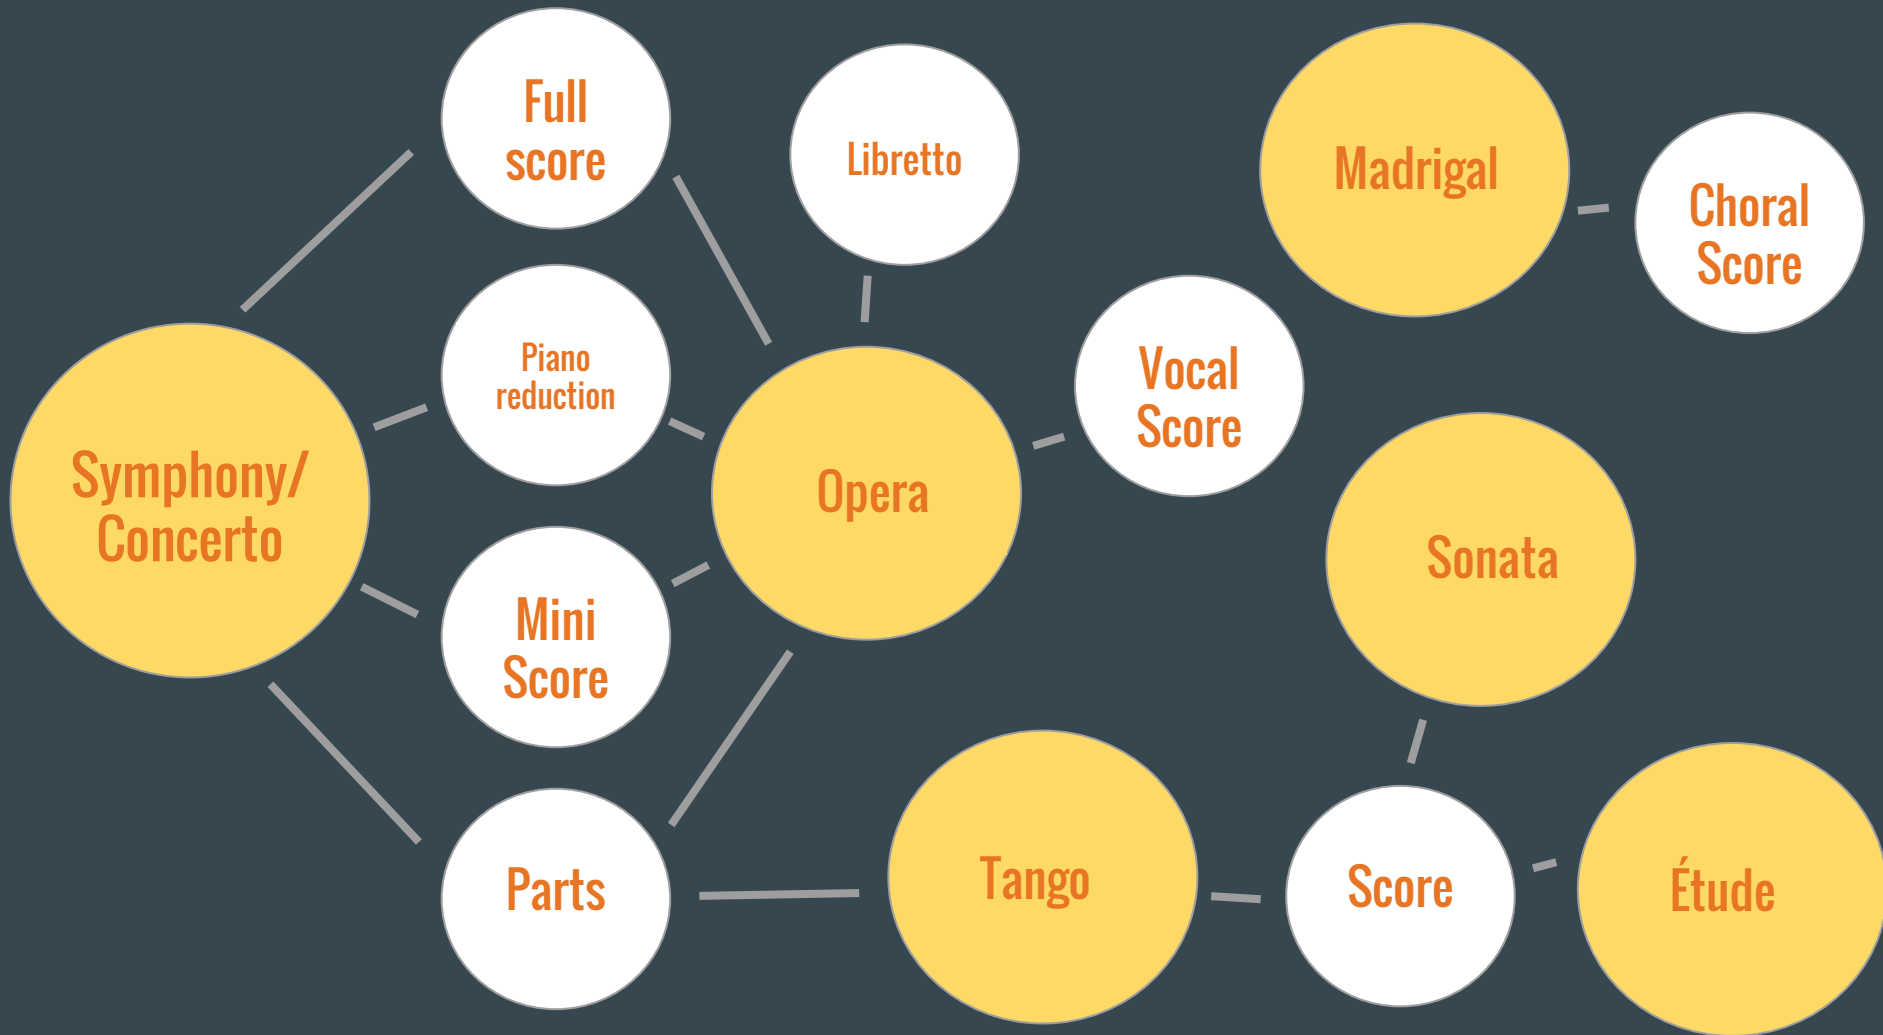 Full
score
Libretto
Madrigal
Choral
Score
Piano
reduction
Vocal
Score
Symphony/
Concerto
Opera
Sonata
Mini
Score
Parts
Tango
Score
Étude